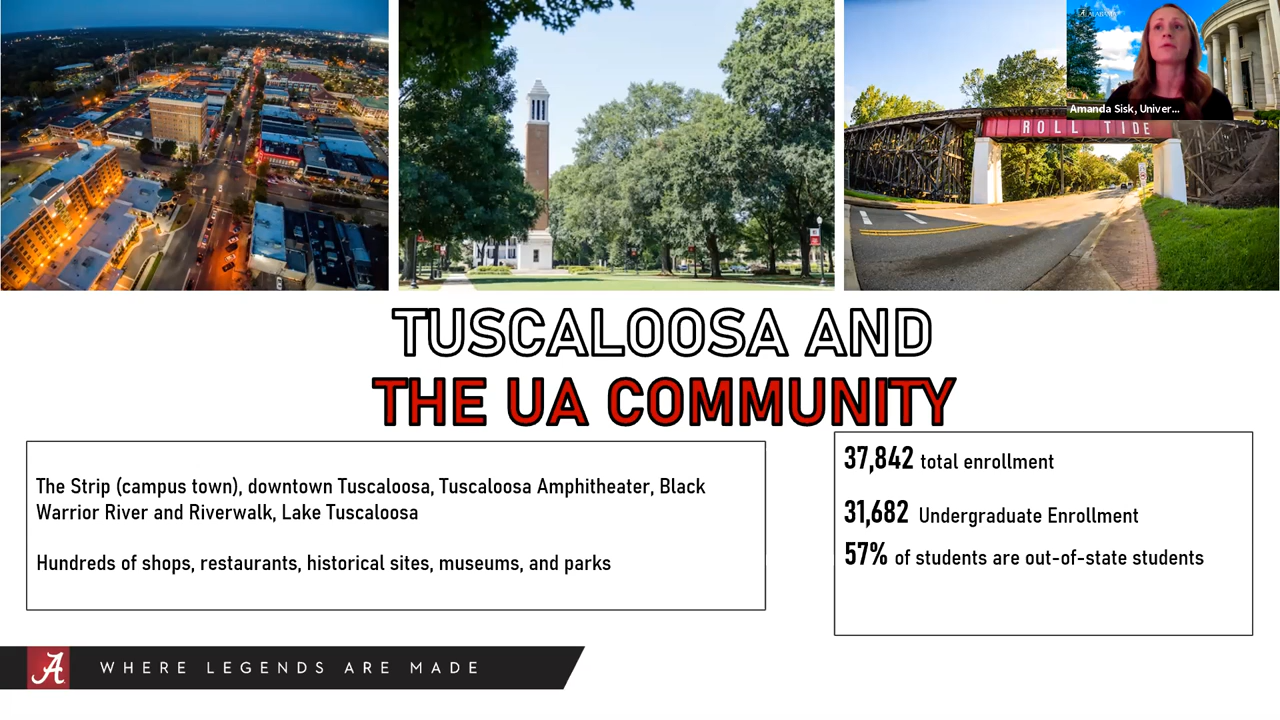 ALABAMA
Amanda Sisk, Univer...
ROLL TIDE
TUSCALOOSA AND
THE UA COMMUNITY
The Strip (campus town), downtown Tuscaloosa, Tuscaloosa Amphitheater, Black
Warrior River and Riverwalk, Lake Tuscaloosa
Hundreds of shops, restaurants, historical sites, museums, and parks
37,842 total enrollment
31,682 Undergraduate Enrollment
57% of students are out-of-state students
A WHERE LEGENDS ARE MADE